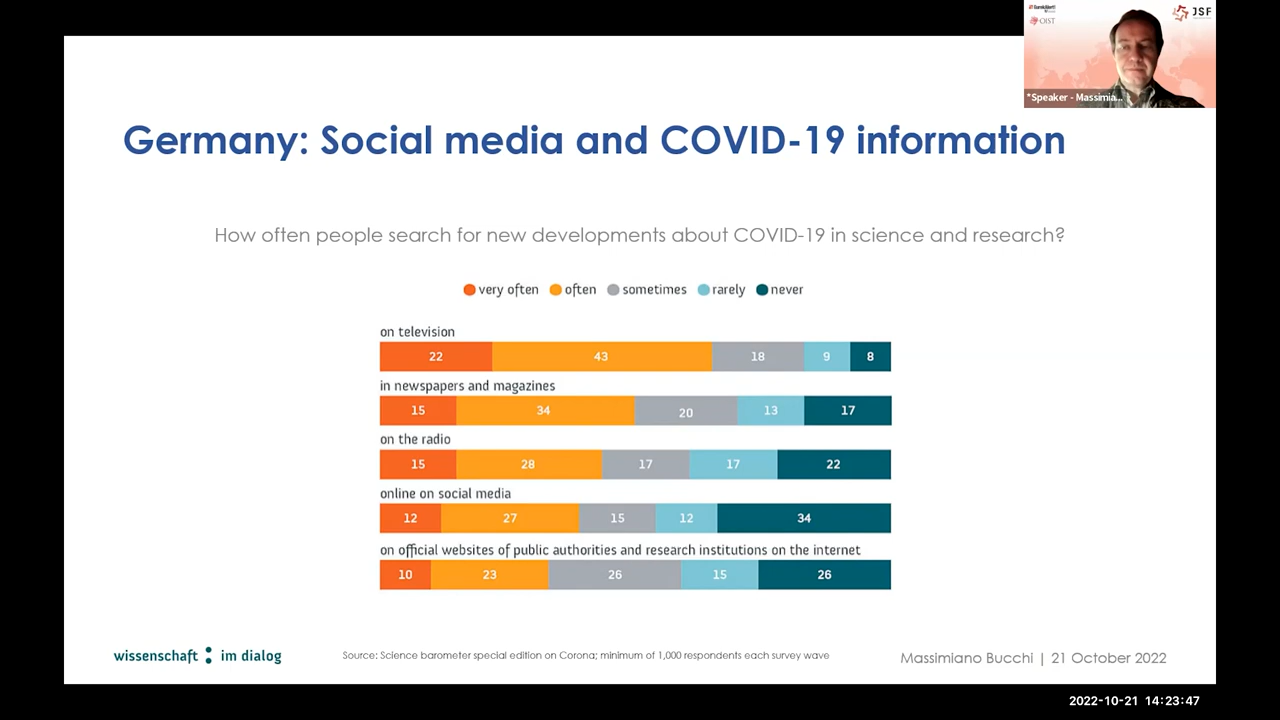 EurekAlert!
OIST
JSF
*Speaker - Massimia...
Germany: Social media and COVID-19 information
How often people search for new developments about COVID-19 in science and research?
very often often sometimes rarely never
on television
22 43 18 9 8
in newspapers and magazines
15 34 20 13 17
on the radio
15 28 17 17 22
online on social media
12 27 15 12 34
on official websites of public authorities and research institutions on the internet
10 23 26 15 26
wissenschaft : im dialog
Source: Science barometer special edition on Corona; minimum of 1,000 respondents each survey wave
Massimiano Bucchi | 21 October 2022
2022-10-21 14:23:47